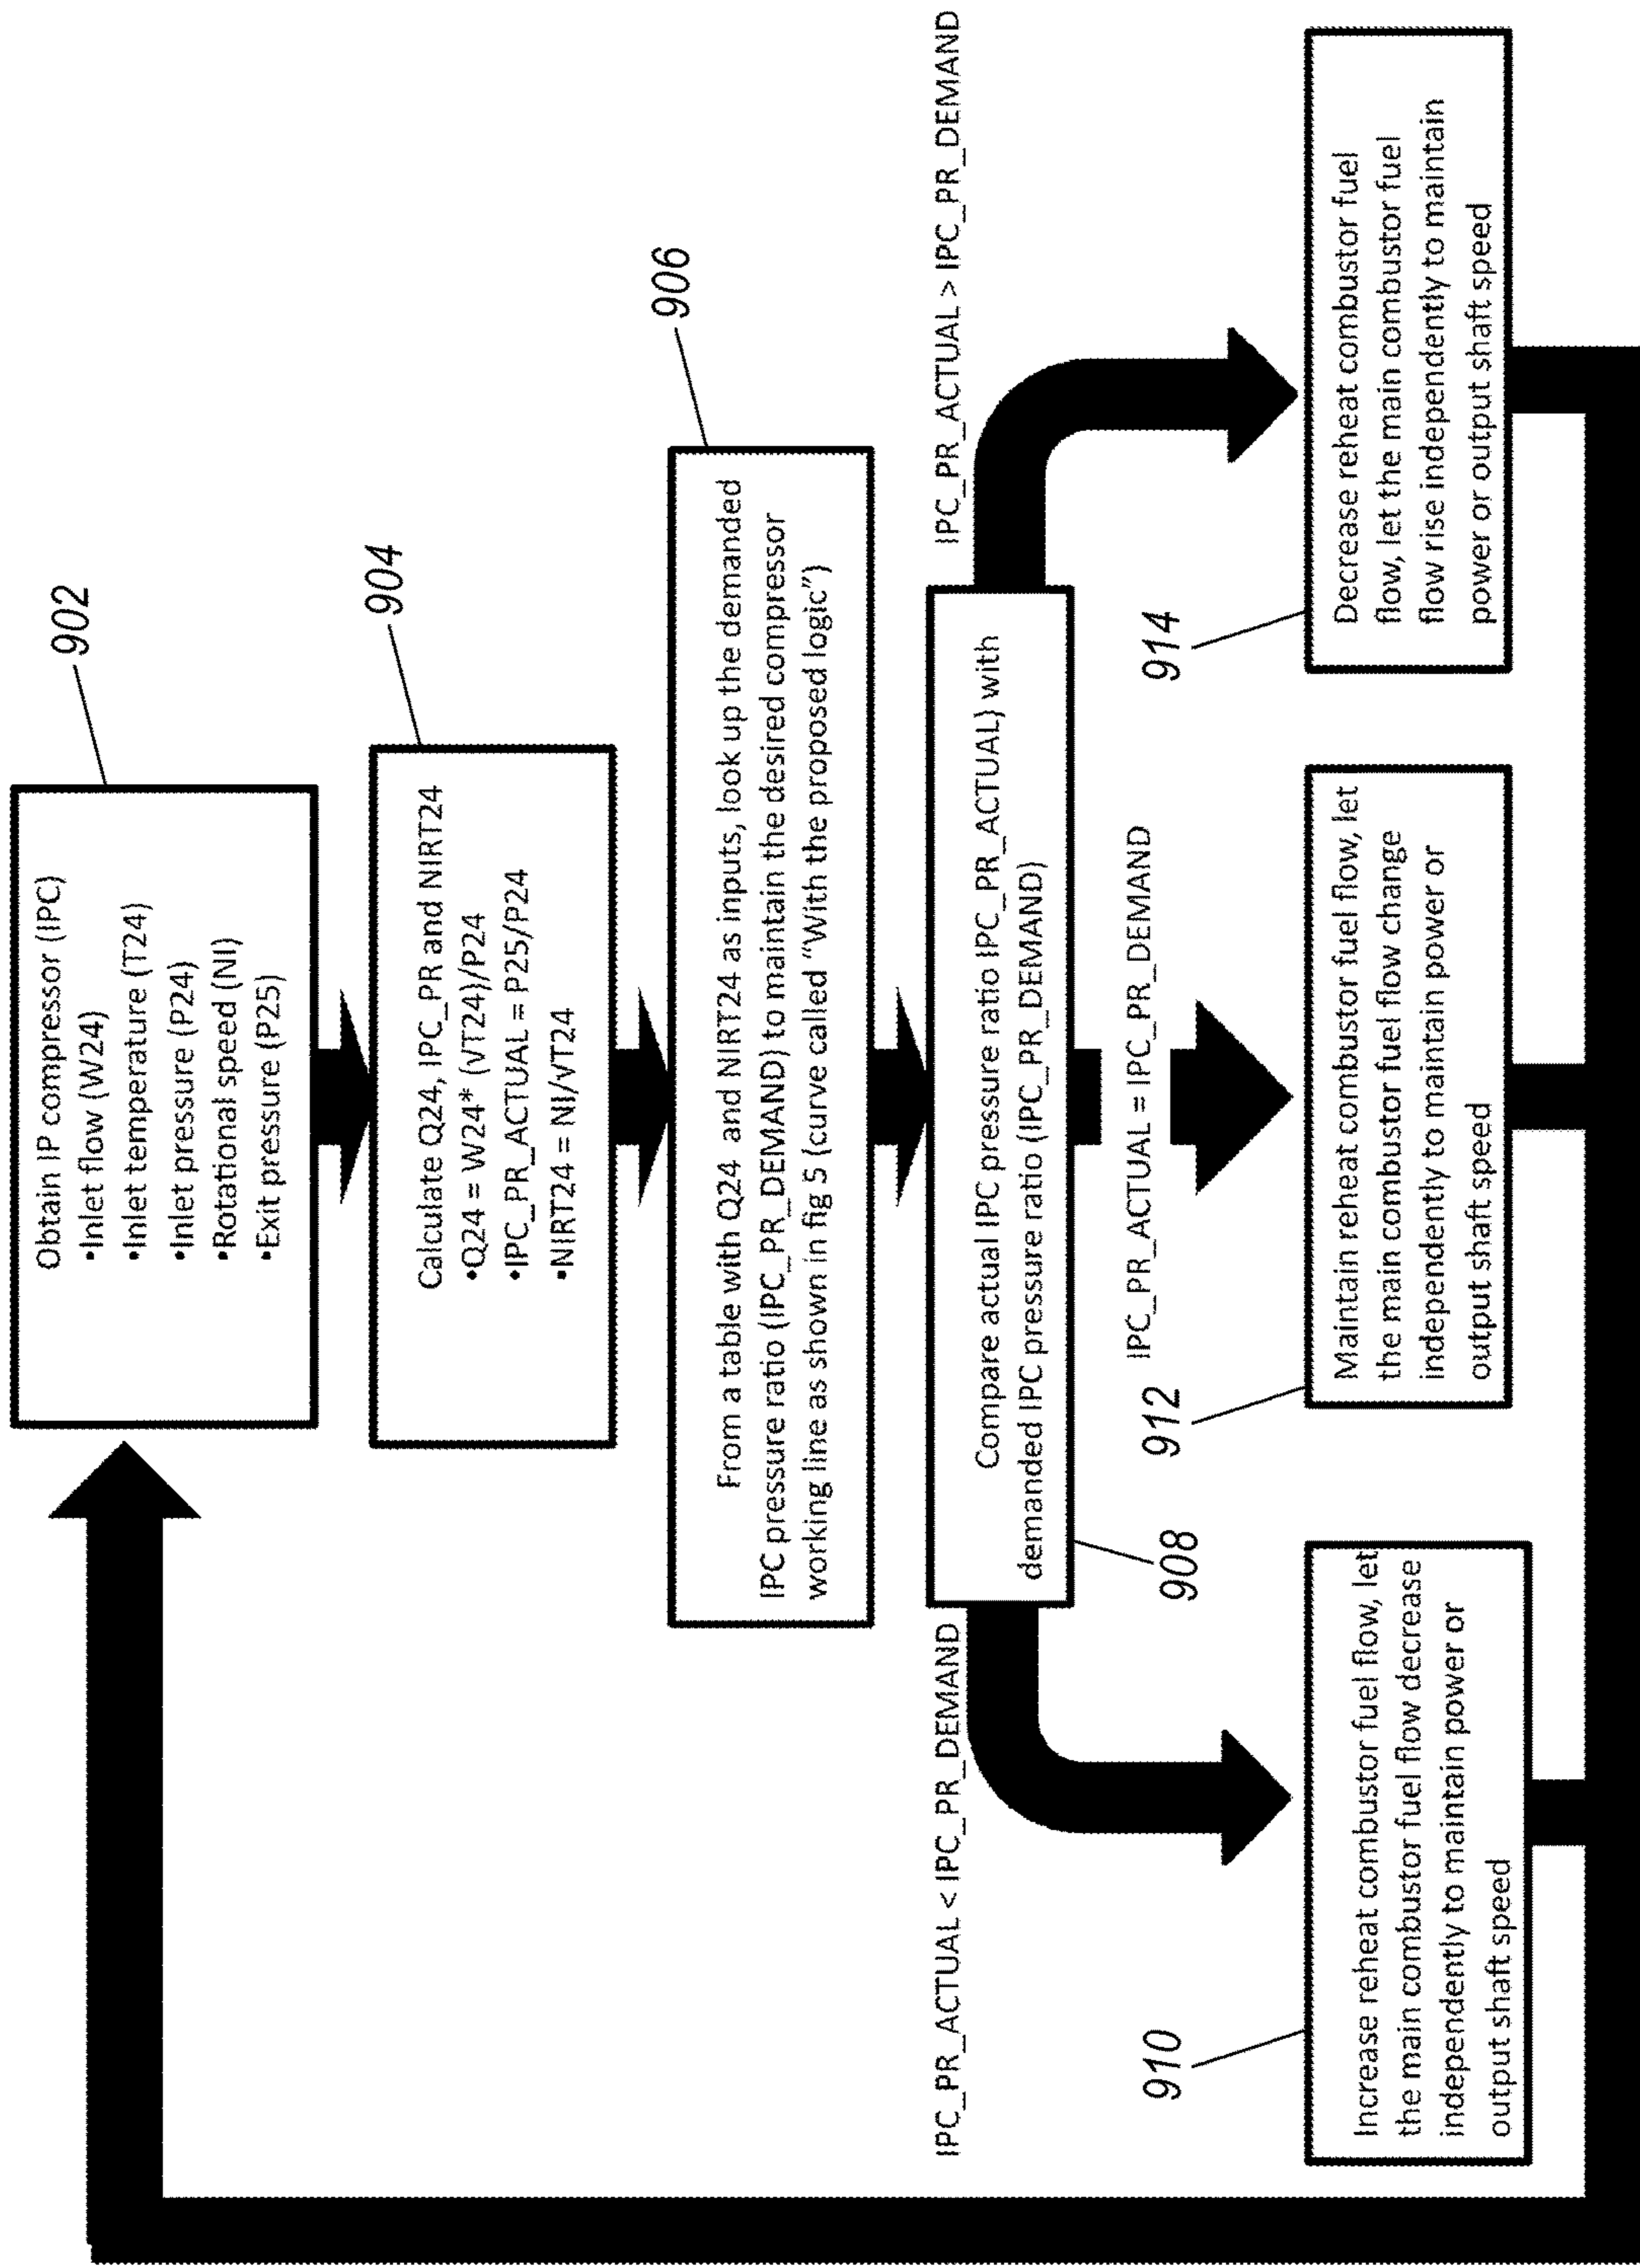 902
Obtain IP compressor (IPC)
•Inlet flow (W24)
•Inlet temperature (T24)
•Inlet pressure (P24)
•Rotational speed (NI)
•Exit pressure (P25)
904
Calculate Q24, IPC_PR and NIRT24
•Q24 = W24* (√T24)/P24
•IPC_PR_ACTUAL = P25/P24
•NIRT24 = NI/√T24
906
From a table with Q24 and NIRT24 as inputs, look up the demanded
IPC pressure ratio (IPC_PR_DEMAND) to maintain the desired compressor
working line as shown in fig 5 (curve called "With the proposed logic")
IPC_PR_ACTUAL < IPC_PR_DEMAND
IPC_PR_ACTUAL > IPC_PR_DEMAND
Compare actual IPC pressure ratio IPC_PR_ACTUAL) with
demanded IPC pressure ratio (IPC_PR_DEMAND)
908
IPC_PR_ACTUAL = IPC_PR_DEMAND
910
Increase reheat combustor fuel flow, let
the main combustor fuel flow decrease
independently to maintain power or
output shaft speed
912
Maintain reheat combustor fuel flow, let
the main combustor fuel flow change
independently to maintain power or
output shaft speed
914
Decrease reheat combustor fuel
flow, let the main combustor fuel
flow rise independently to maintain
power or output shaft speed